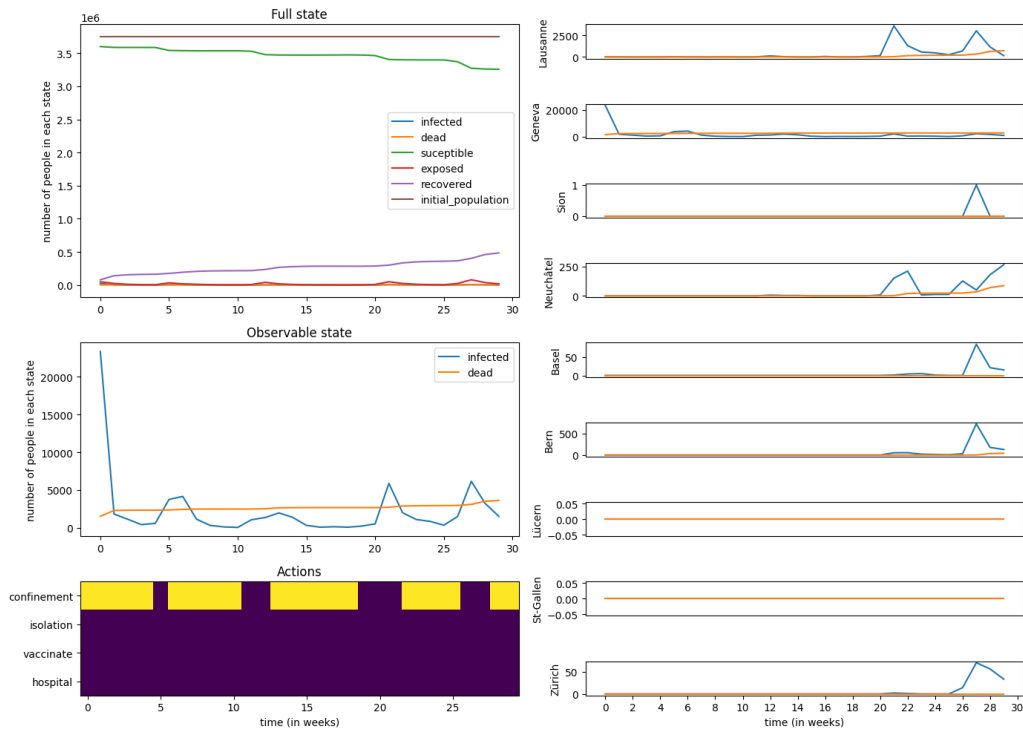 Full state
1e6
number of people in each state
3.5
3.0
2.5
2.0
1.5
1.0
0.5
0.0
infected
dead
suceptible
exposed
recovered
initial_population
0 5 10 15 20 25 30
Observable state
number of people in each state
20000
15000
10000
5000
0
infected
dead
0 5 10 15 20 25 30
Actions
confinement
isolation
vaccinate
hospital
0 5 10 15 20 25
time (in weeks)
Lausanne
2500
0
Geneva
20000
0
Sion
1
0
Neuchâtel
250
0
Basel
50
0
Bern
500
0
Lücern
0.05
0.00
−0.05
St-Gallen
0.05
0.00
−0.05
Zürich
50
0
0 2 4 6 8 10 12 14 16 18 20 22 24 26 28 30
time (in weeks)